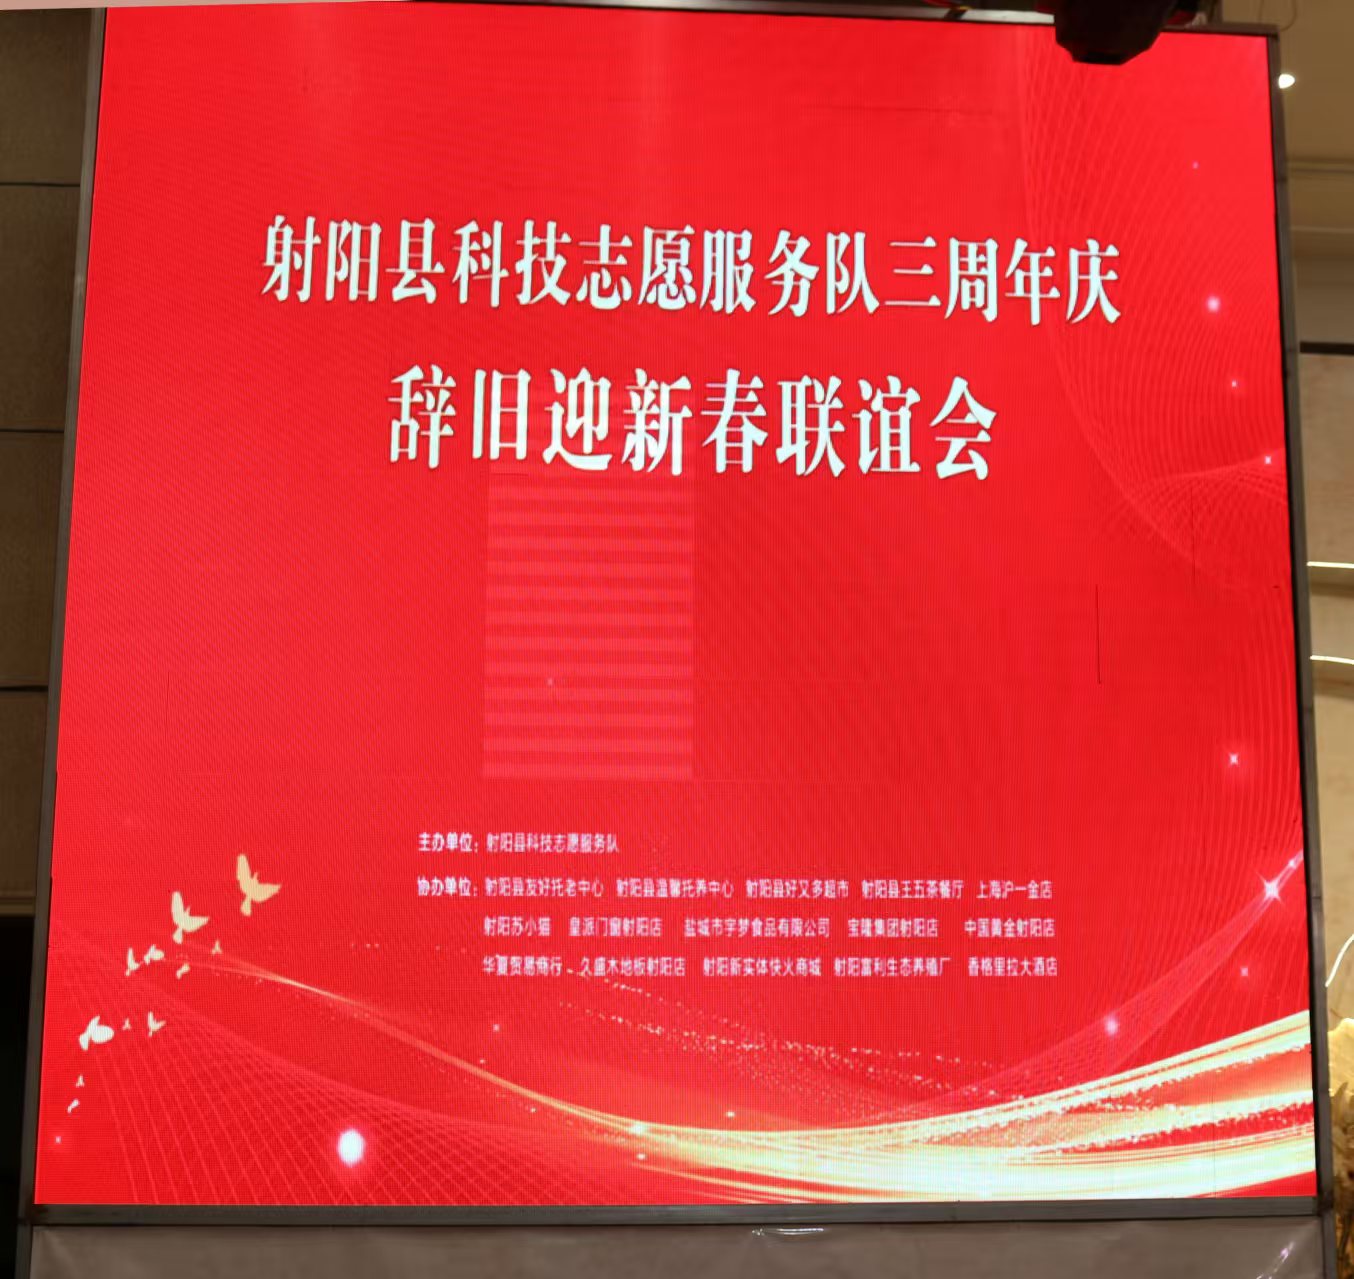 射阳县科技志愿服务队三周年庆
辞旧迎新春联谊会
主办单位：射阳县科技志愿服务队
协办单位：射阳县友好托老中心 射阳县温馨托养中心 射阳县好又多超市 射阳县王五茶餐厅 上海沪一金店
射阳苏小猫 皇派门窗射阳店 盐城市宇梦食品有限公司 宝隆集团射阳店 中国黄金射阳店
华夏贸易商行 久盛木地板射阳店 射阳新实体快火商城 射阳富利生态养殖厂 香格里拉大酒店